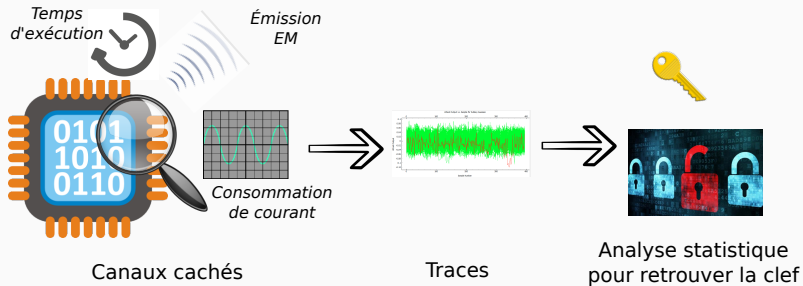 Temps
d'exécution
Émission
EM
0101
1010
0110
Consommation
de courant
Canaux cachés
Traces
Analyse statistique
pour retrouver la clef